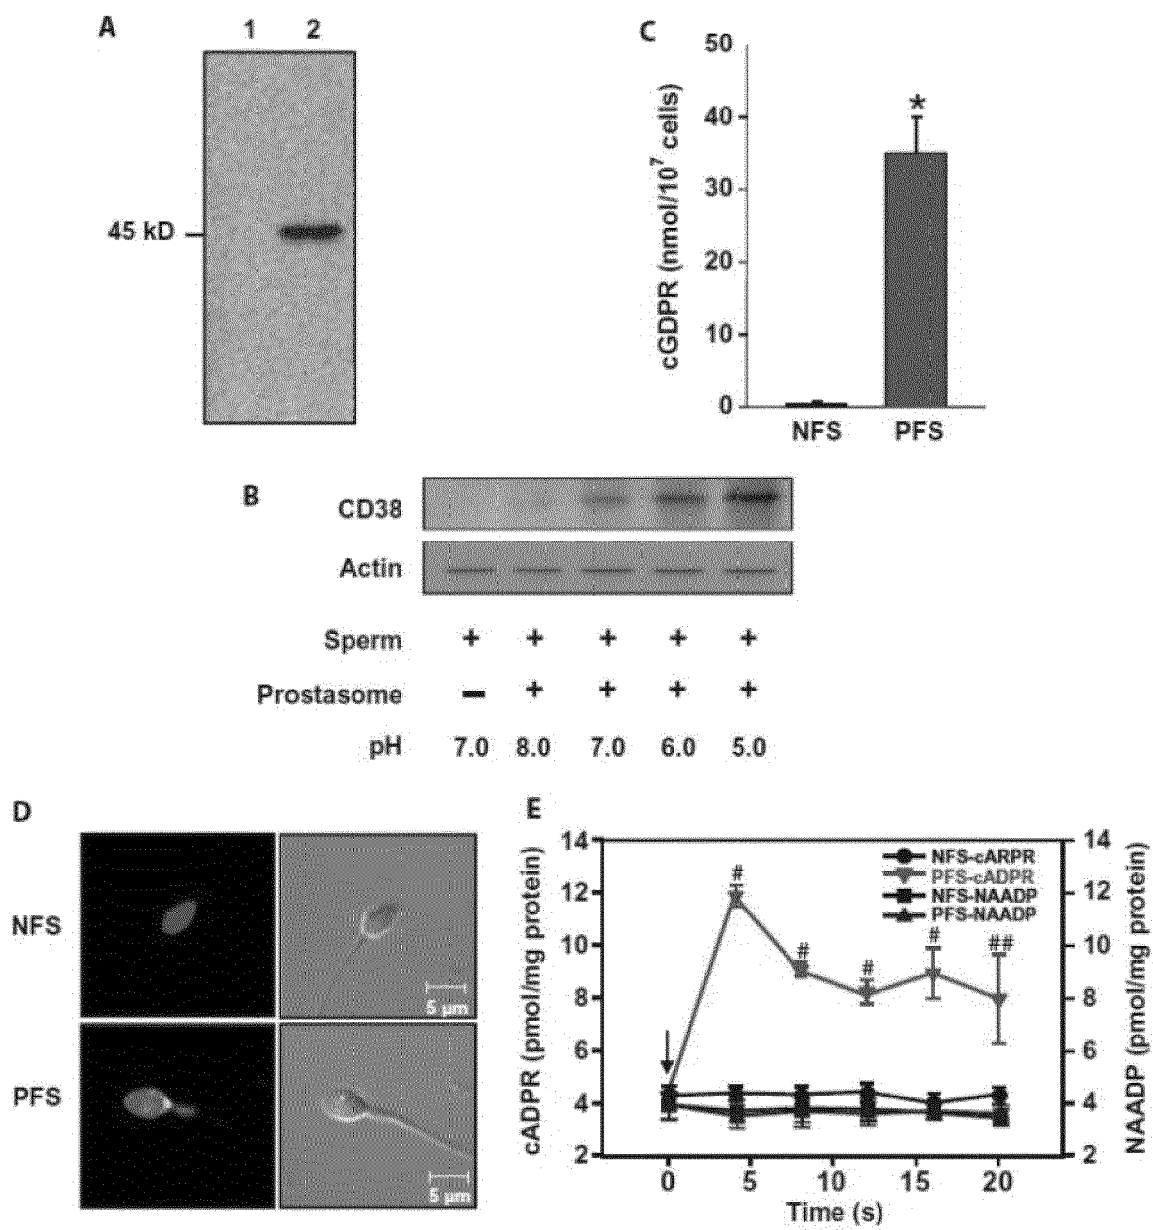 A
1 2
45 kD
C
cGDPR (nmol/10⁷ cells)
50
40
30
20
10
0
*
NFS PFS
B
CD38
Actin
Sperm + + + + +
Prostasome − + + + +
pH 7.0 8.0 7.0 6.0 5.0
D
NFS
5 µm
PFS
5 µm
E
cADPR (pmol/mg protein)
14
12
10
8
6
4
2
NFS-cARPR
PFS-cADPR
NFS-NAADP
PFS-NAADP
# # # # ##
14
12
10
8
6
4
2
NAADP (pmol/mg protein)
0 5 10 15 20
Time (s)